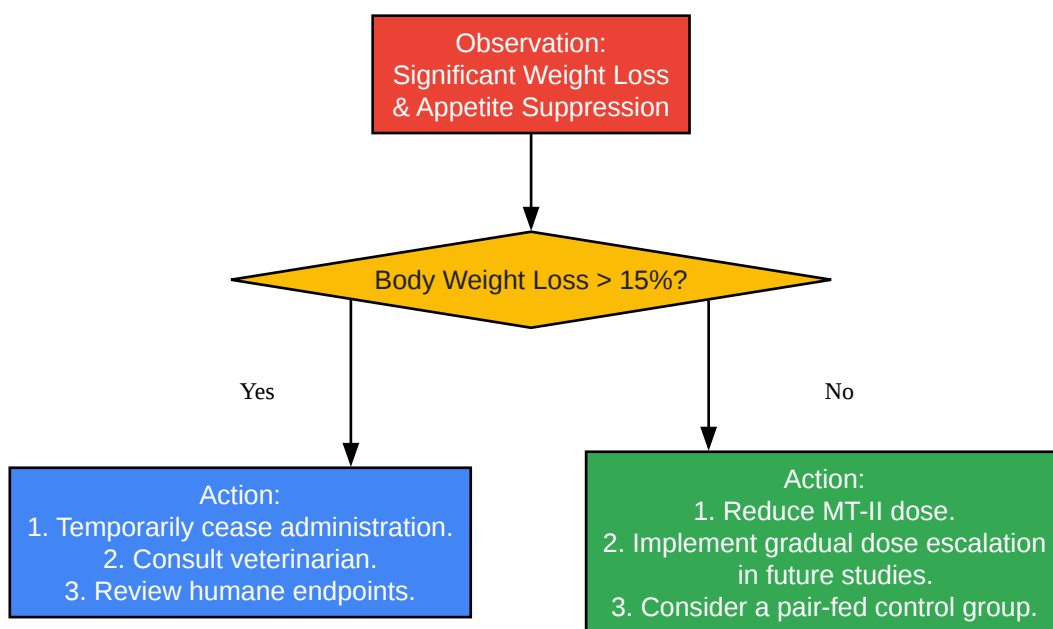 Observation:
Significant Weight Loss
& Appetite Suppression
Body Weight Loss > 15%?
Yes
No
Action:
1. Temporarily cease administration.
2. Consult veterinarian.
3. Review humane endpoints.
Action:
1. Reduce MT-II dose.
2. Implement gradual dose escalation
in future studies.
3. Consider a pair-fed control group.